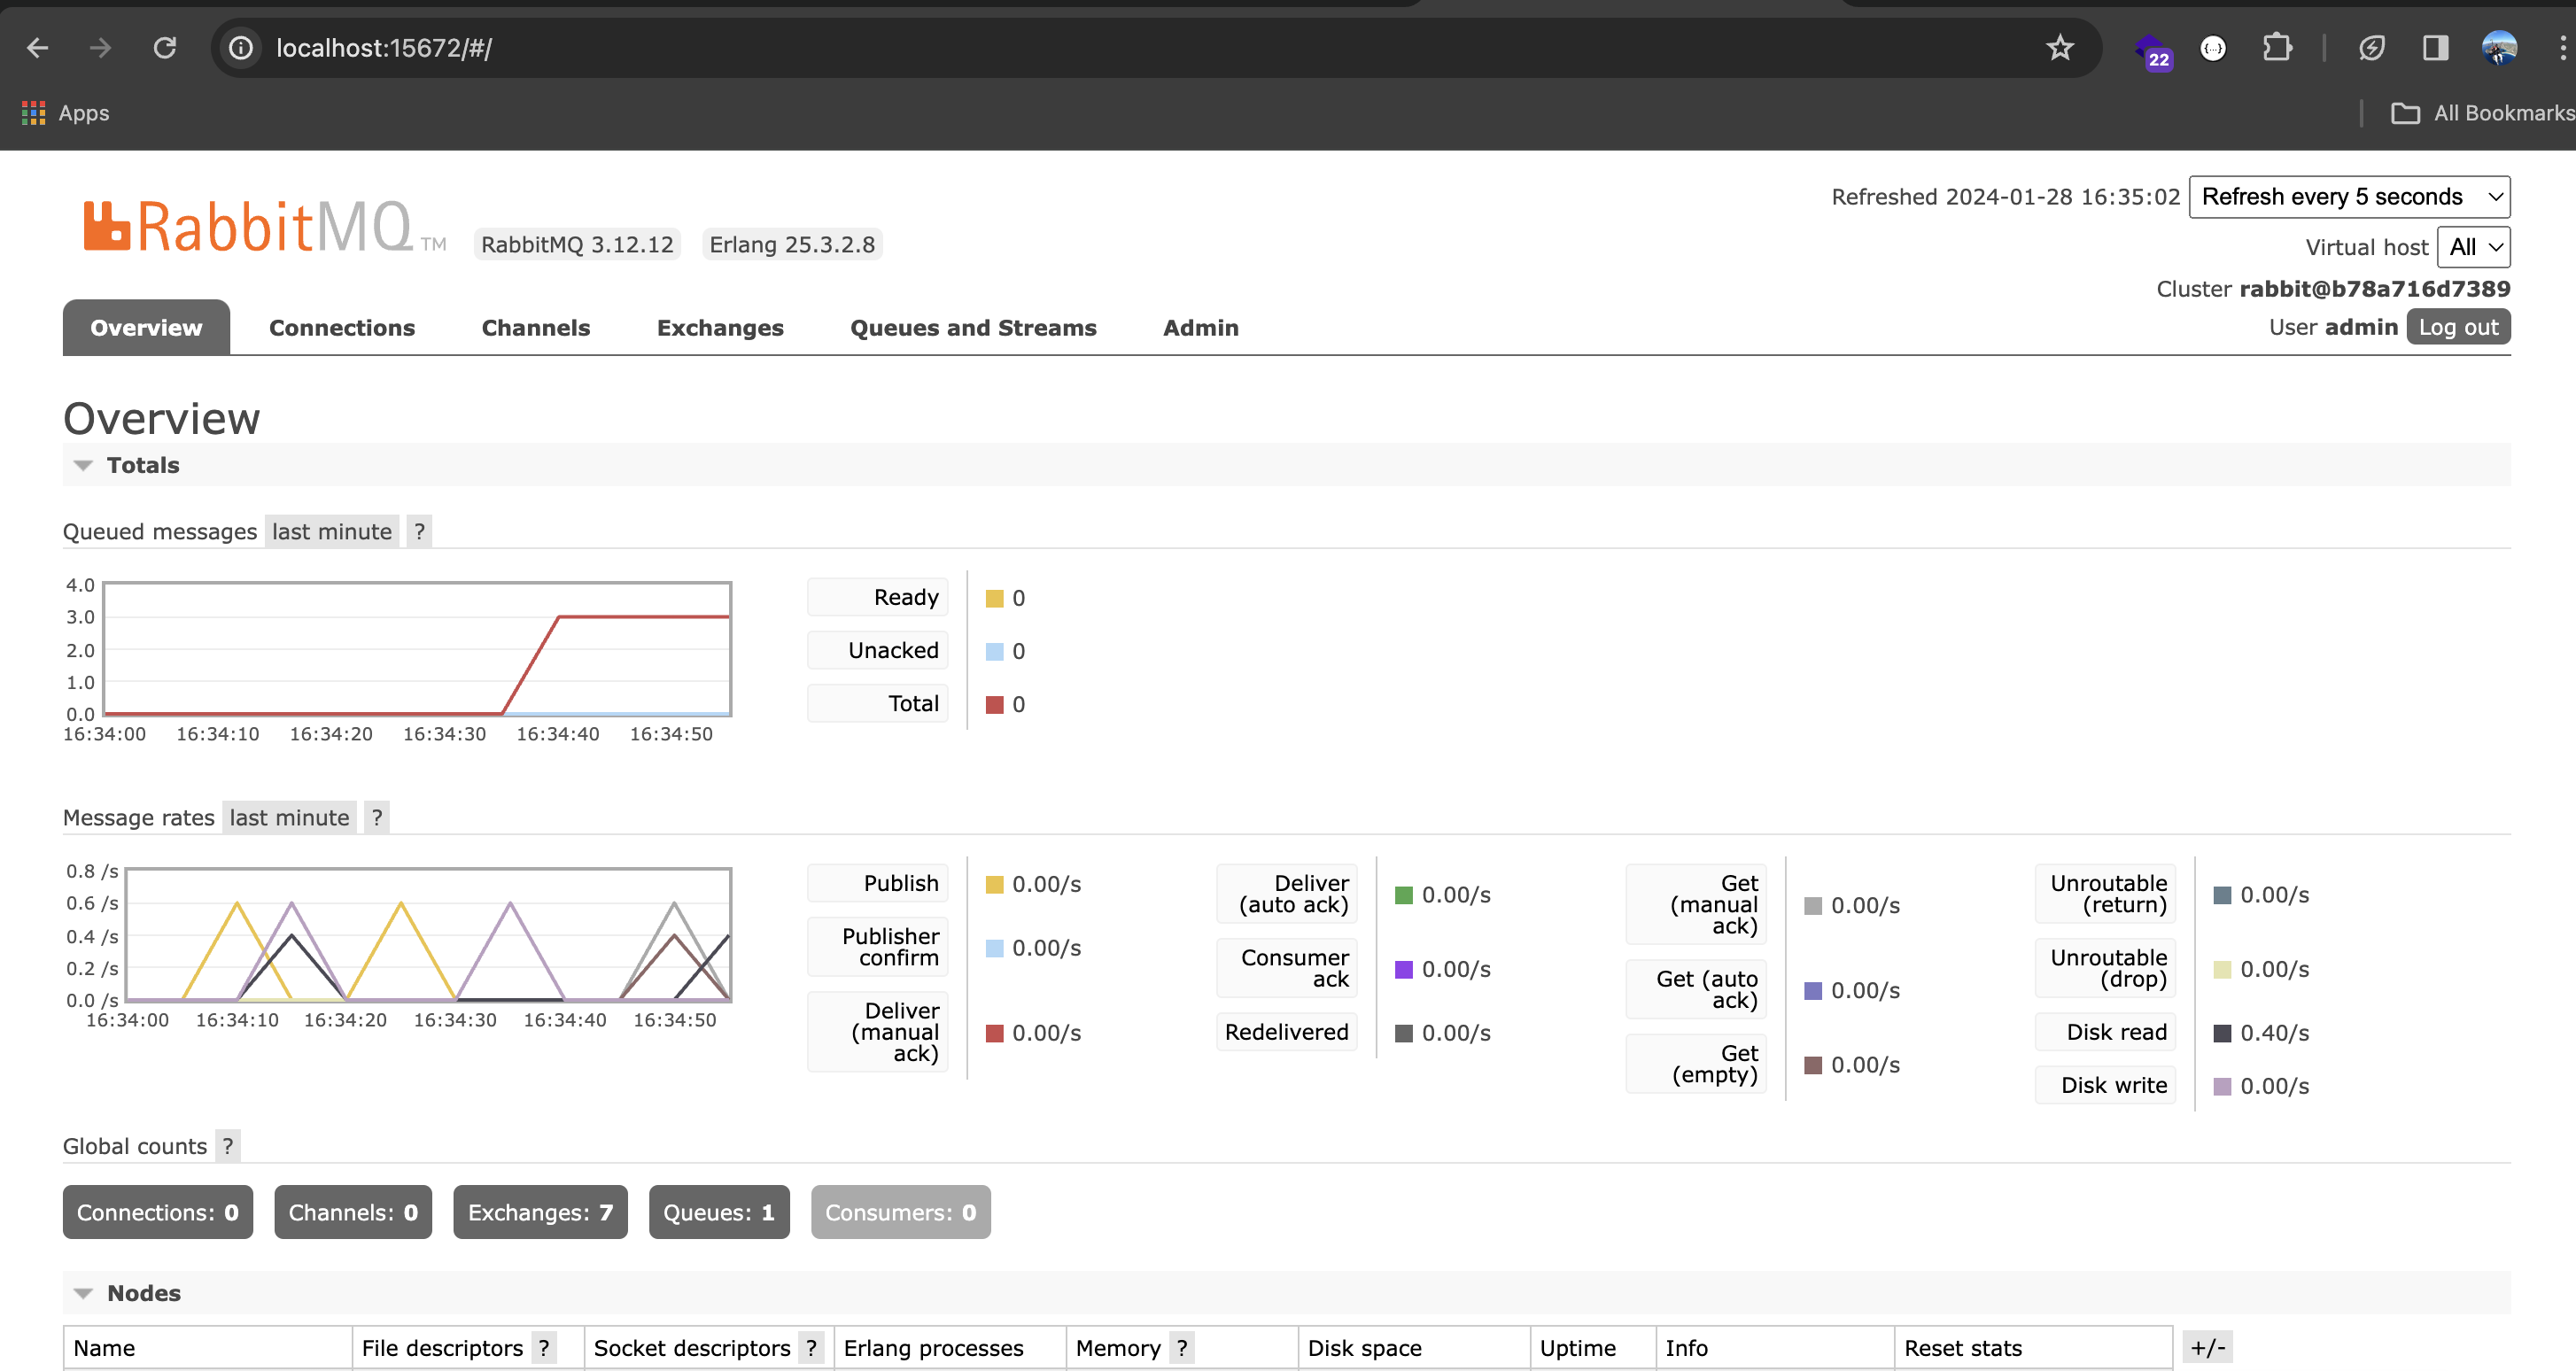 localhost:15672/#/
22
Apps
All Bookmarks
RabbitMQ TM
RabbitMQ 3.12.12 Erlang 25.3.2.8
Refreshed 2024-01-28 16:35:02 Refresh every 5 seconds
Virtual host All
Cluster rabbit@b78a716d7389
User admin Log out
Overview Connections Channels Exchanges Queues and Streams Admin
Overview
Totals
Queued messages last minute ?
4.0
3.0
2.0
1.0
0.0
16:34:00 16:34:10 16:34:20 16:34:30 16:34:40 16:34:50
Ready 0
Unacked 0
Total 0
Message rates last minute ?
0.8 /s
0.6 /s
0.4 /s
0.2 /s
0.0 /s
16:34:00 16:34:10 16:34:20 16:34:30 16:34:40 16:34:50
Publish 0.00/s
Publisher
confirm 0.00/s
Deliver
(manual 0.00/s
ack)
Deliver
(auto ack) 0.00/s
Consumer
ack 0.00/s
Redelivered 0.00/s
Get
(manual 0.00/s
ack)
Get (auto
ack) 0.00/s
Get
(empty) 0.00/s
Unroutable
(return) 0.00/s
Unroutable
(drop) 0.00/s
Disk read 0.40/s
Disk write 0.00/s
Global counts ?
Connections: 0 Channels: 0 Exchanges: 7 Queues: 1 Consumers: 0
Nodes
Name File descriptors ? Socket descriptors ? Erlang processes Memory ? Disk space Uptime Info Reset stats +/-